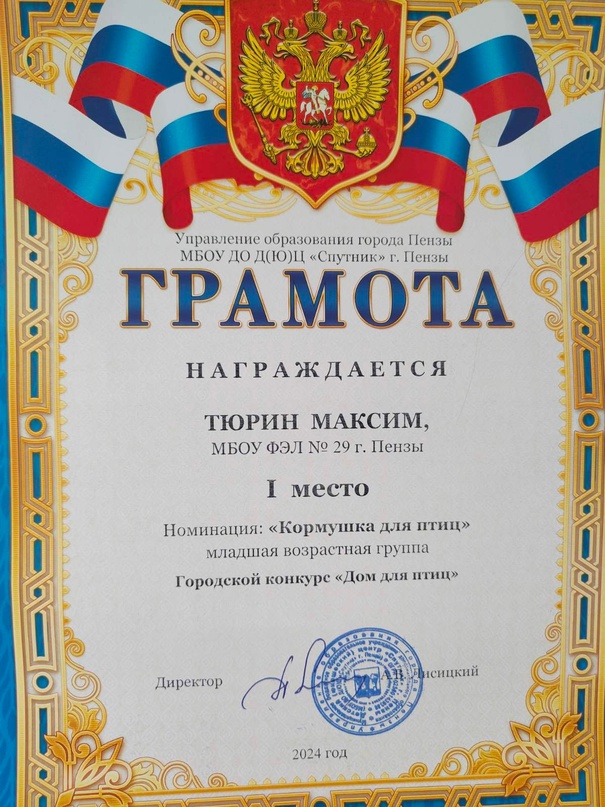 Управление образования города Пензы
МБОУ ДО Д(Ю)Ц «Спутник» г. Пензы
ГРАМОТА
НАГРАЖДАЕТСЯ
ТЮРИН МАКСИМ,
МБОУ ФЭЛ № 29 г. Пензы
I место
Номинация: «Кормушка для птиц»
младшая возрастная группа
Городской конкурс «Дом для птиц»
Директор
2024 год